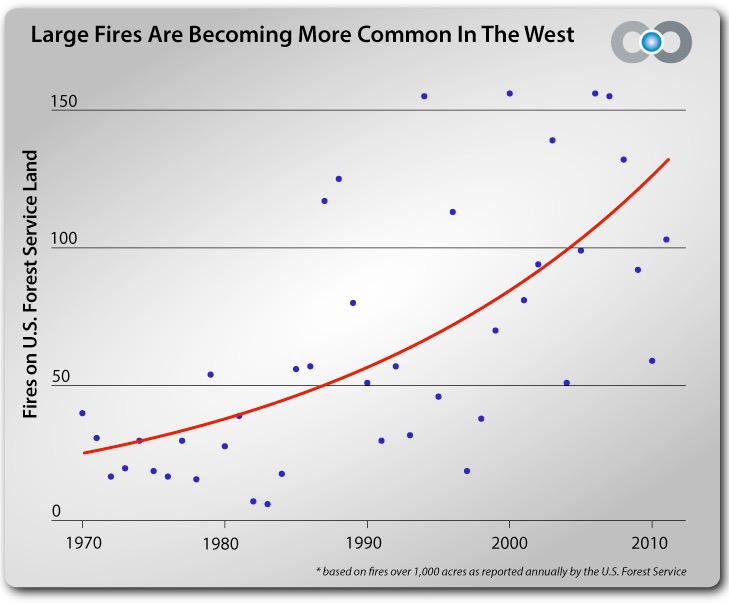 Large Fires Are Becoming More Common In The West
150
100
50
0
Fires on U.S. Forest Service Land
1970 1980 1990 2000 2010
* based on fires over 1,000 acres as reported annually by the U.S. Forest Service